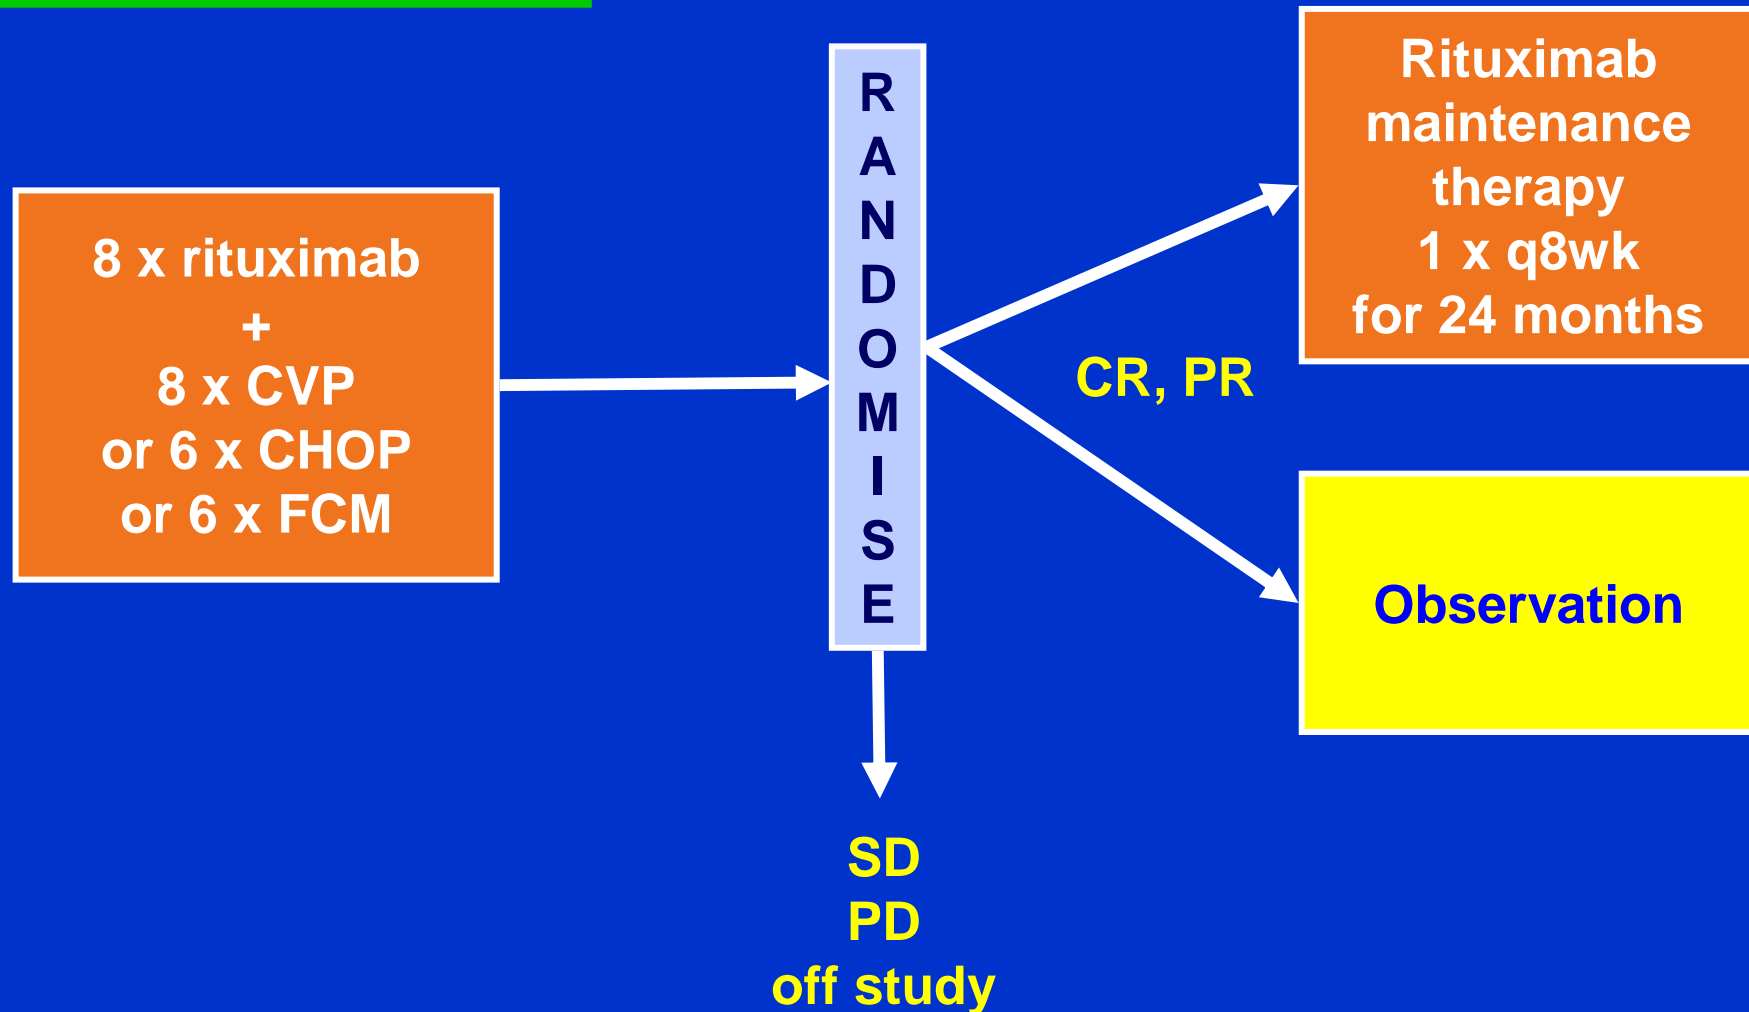 8 x rituximab
+
8 x CVP
or 6 x CHOP
or 6 x FCM
R
A
N
D
O
M
I
S
E
Rituximab
maintenance
therapy
1 x q8wk
for 24 months
CR, PR
Observation
SD
PD
off study